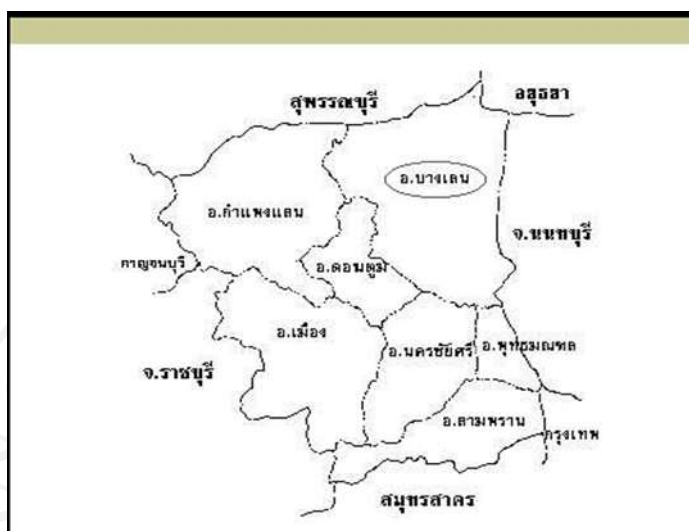 สุพรรณบุรี
อยุธยา
อ.บางเลน
อ.กำแพงแสน
จ.นนทบุรี
กาญจนบุรี
อ.ดอนตูม
อ.เมือง
อ.นครชัยศรี
อ.พุทธมณฑล
จ.ราชบุรี
อ.สามพราน
กรุงเทพ
สมุทรสาคร